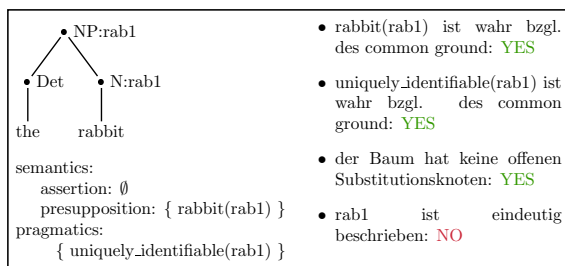 NP:rab1
Det
N:rab1
the
rabbit
semantics:
assertion: ∅
presupposition: { rabbit(rab1) }
pragmatics:
{ uniquely_identifiable(rab1) }
• rabbit(rab1) ist wahr bzgl.
des common ground: YES
• uniquely_identifiable(rab1) ist
wahr bzgl. des common
ground: YES
• der Baum hat keine offenen
Substitutionsknoten: YES
• rab1 ist eindeutig
beschrieben: NO